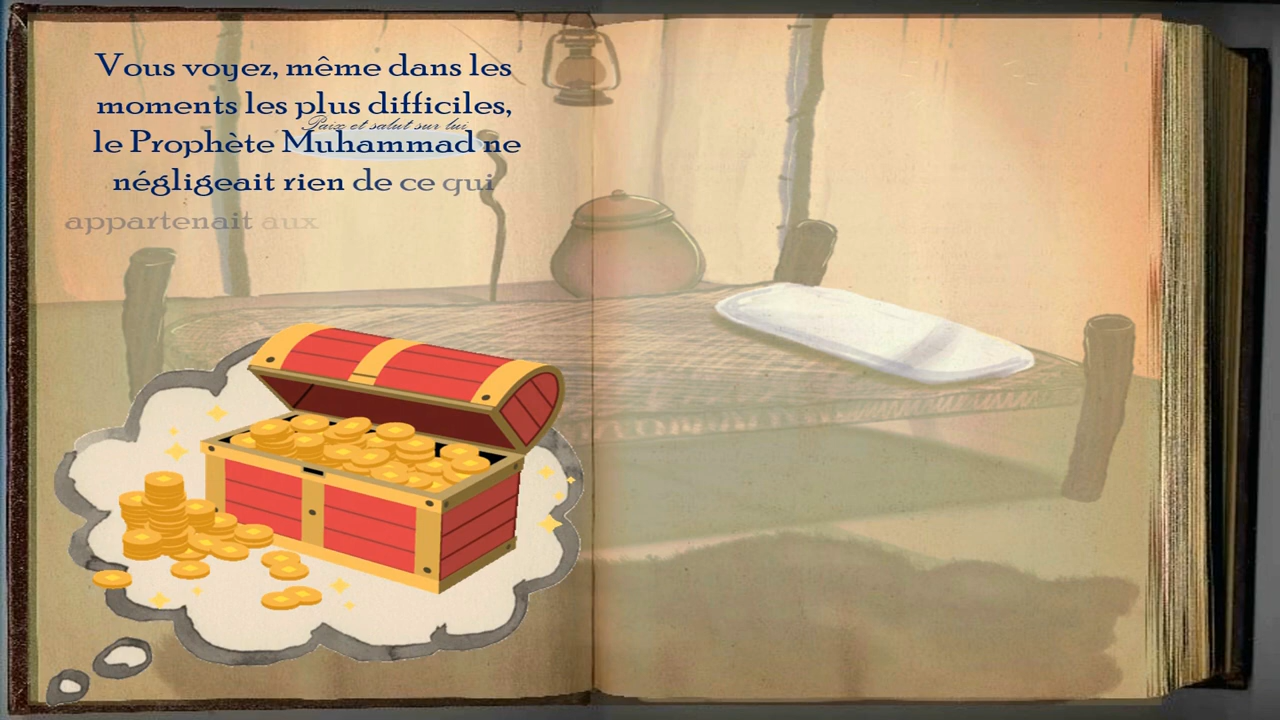 Vous voyez, même dans les
moments les plus difficiles,
Paix et salut sur lui
le Prophète Muhammad ne
négligeait rien de ce qui
appartenait aux